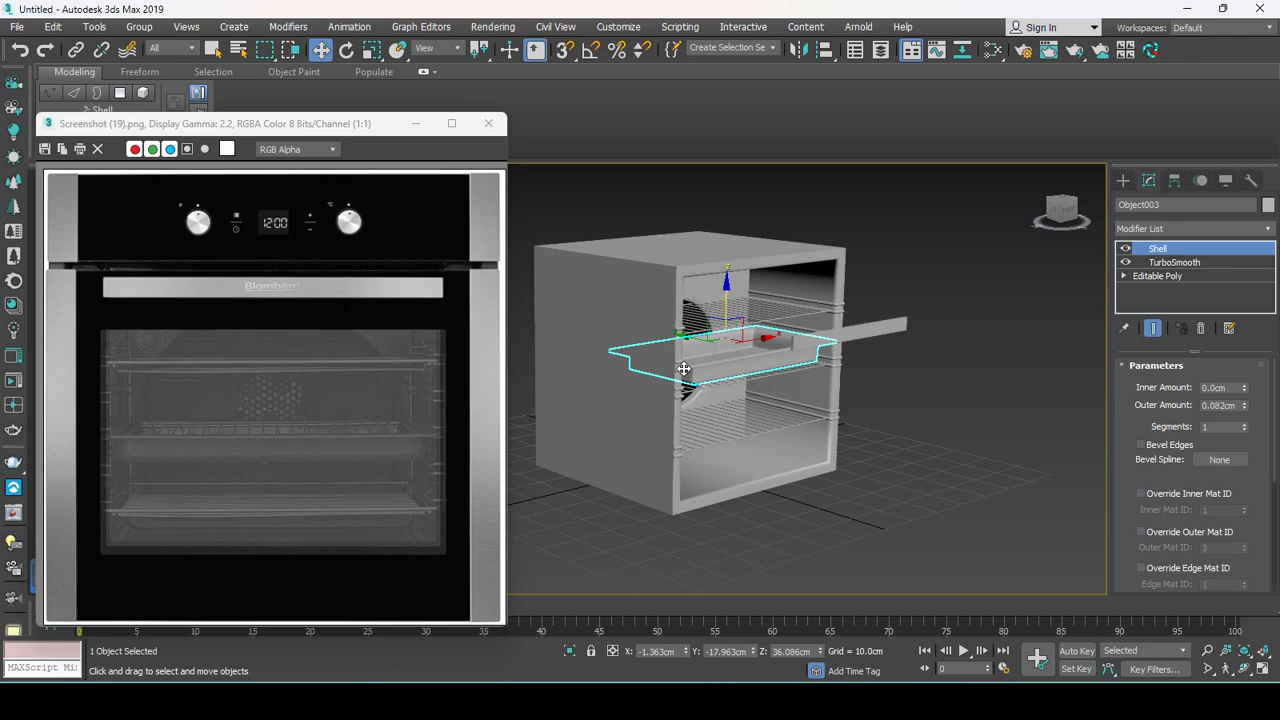 Untitled - Autodesk 3ds Max 2019
File Edit Tools Group Views Create Modifiers Animation Graph Editors Rendering Civil View Customize Scripting Interactive Content Arnold Help
Sign In
Workspaces: Default
All
View
Create Selection Se
Modeling Freeform Selection Object Paint Populate
2: Shell
Screenshot (19).png, Display Gamma: 2.2, RGBA Color 8 Bits/Channel (1:1)
RGB Alpha
P
°C
12:00
+
-
Blomberg
Object003
Modifier List
Shell
TurboSmooth
Editable Poly
Parameters
Inner Amount: 0.0cm
Outer Amount: 0.082cm
Segments: 1
Bevel Edges
Bevel Spline: None
Override Inner Mat ID
Inner Mat ID: 1
Override Outer Mat ID
Outer Mat ID: 3
Override Edge Mat ID
Edge Mat ID: 1
z
0 5 10 15 20 25 30 35 40 45 50 55 60 65 70 75 80 85 90 95 100
1 Object Selected
MAXScript Mi
Click and drag to select and move objects
X: -1.363cm Y: -17.963cm Z: 36.086cm Grid = 10.0cm
Add Time Tag
0
Auto Key Selected
Set Key Key Filters...